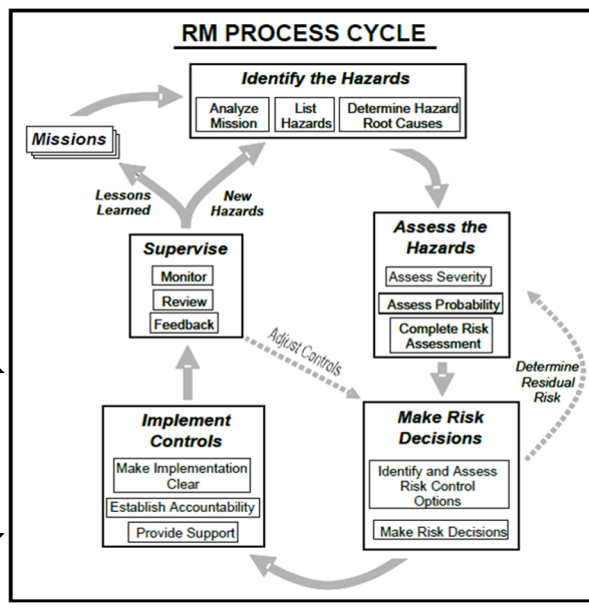 RM PROCESS CYCLE
Identify the Hazards
Analyze
Mission
List
Hazards
Determine Hazard
Root Causes
Missions
Lessons
Learned
New
Hazards
Supervise
Monitor
Review
Feedback
Assess the
Hazards
Assess Severity
Assess Probability
Complete Risk
Assessment
Adjust Controls
Determine
Residual
Risk
Implement
Controls
Make Implementation
Clear
Establish Accountability
Provide Support
Make Risk
Decisions
Identify and Assess
Risk Control
Options
Make Risk Decisions